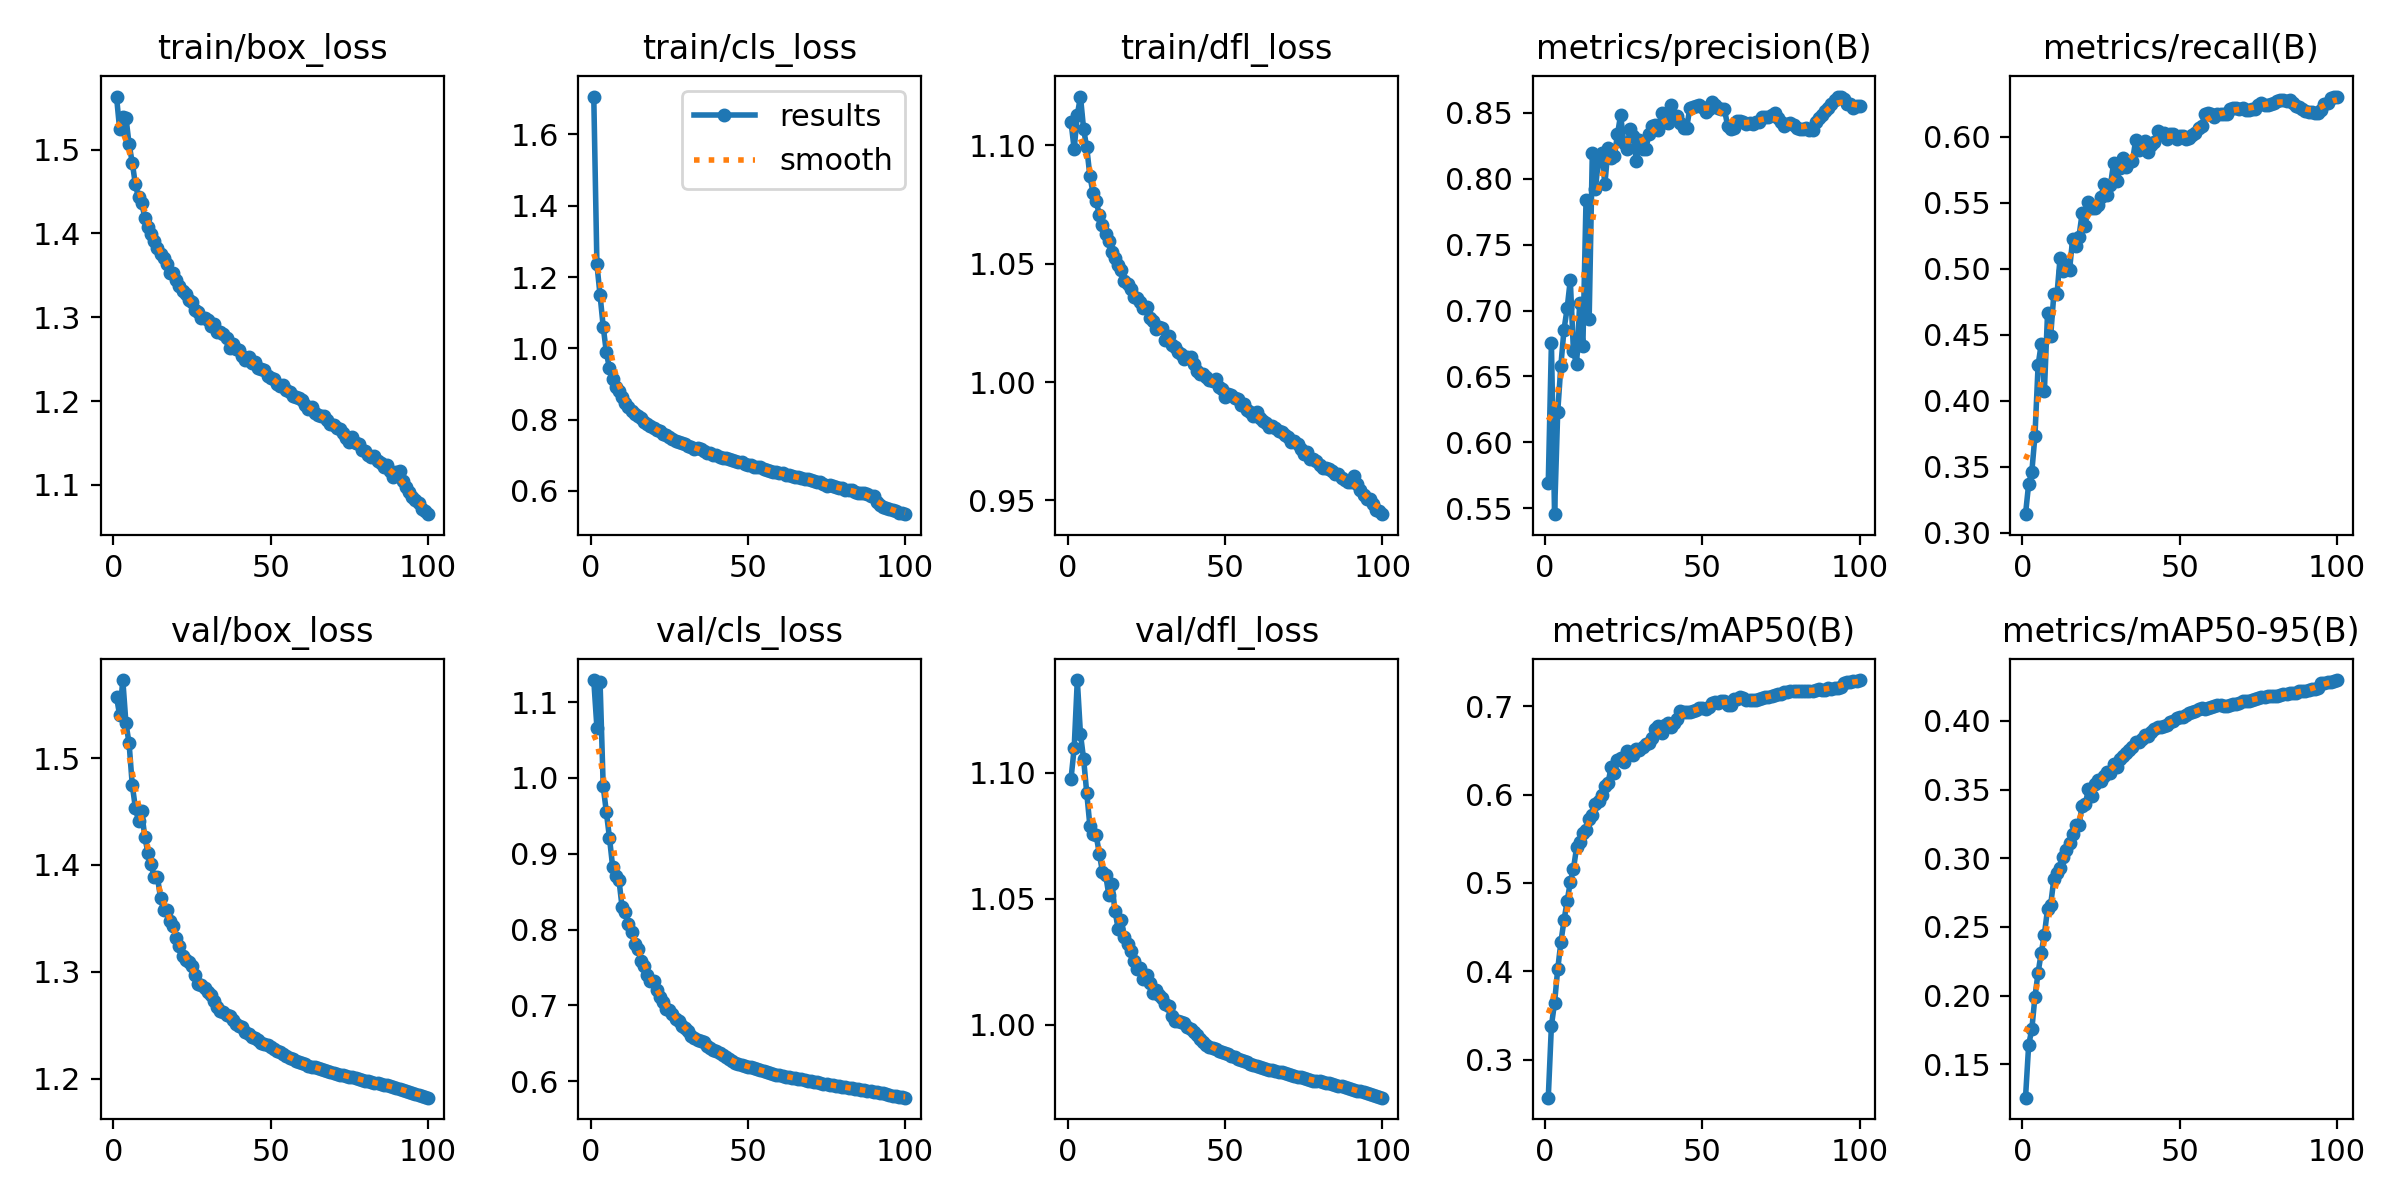 train/box_loss
1.5
1.4
1.3
1.2
1.1
0 50 100
train/cls_loss
results
smooth
1.6
1.4
1.2
1.0
0.8
0.6
0 50 100
train/dfl_loss
1.10
1.05
1.00
0.95
0 50 100
metrics/precision(B)
0.85
0.80
0.75
0.70
0.65
0.60
0.55
0 50 100
metrics/recall(B)
0.60
0.55
0.50
0.45
0.40
0.35
0.30
0 50 100
val/box_loss
1.5
1.4
1.3
1.2
0 50 100
val/cls_loss
1.1
1.0
0.9
0.8
0.7
0.6
0 50 100
val/dfl_loss
1.10
1.05
1.00
0 50 100
metrics/mAP50(B)
0.7
0.6
0.5
0.4
0.3
0 50 100
metrics/mAP50-95(B)
0.40
0.35
0.30
0.25
0.20
0.15
0 50 100